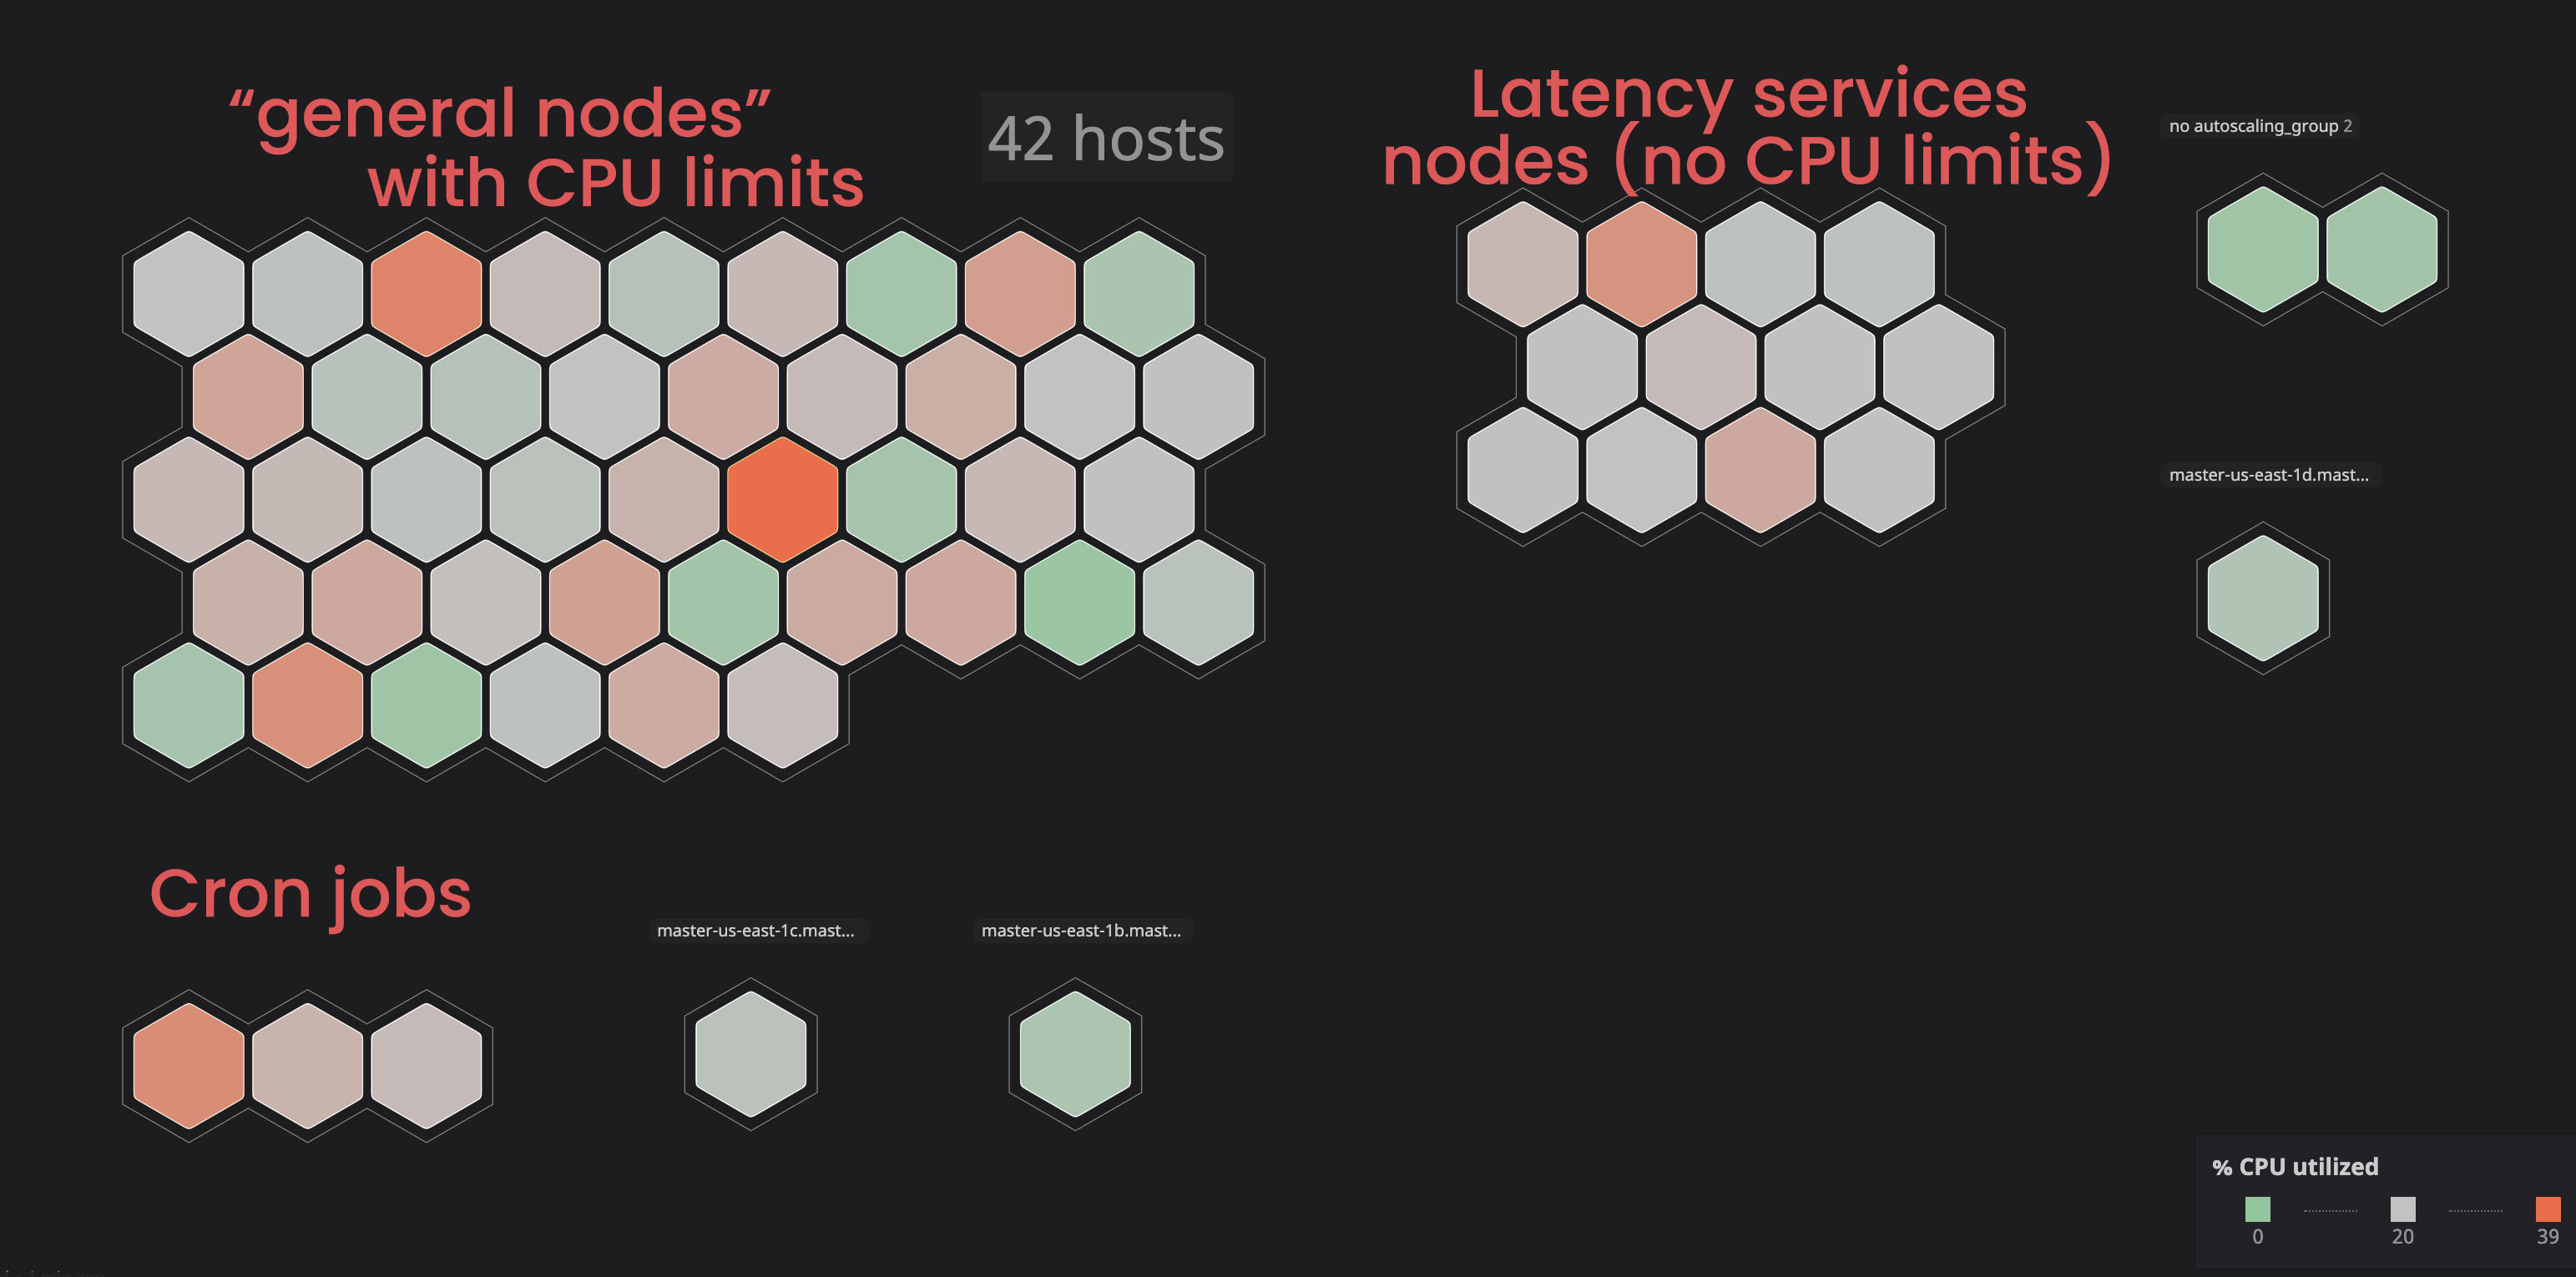 “general nodes”
with CPU limits
42 hosts
Latency services
nodes (no CPU limits)
no autoscaling_group 2
master-us-east-1d.mast...
Cron jobs
master-us-east-1c.mast...
master-us-east-1b.mast...
% CPU utilized
0
20
39